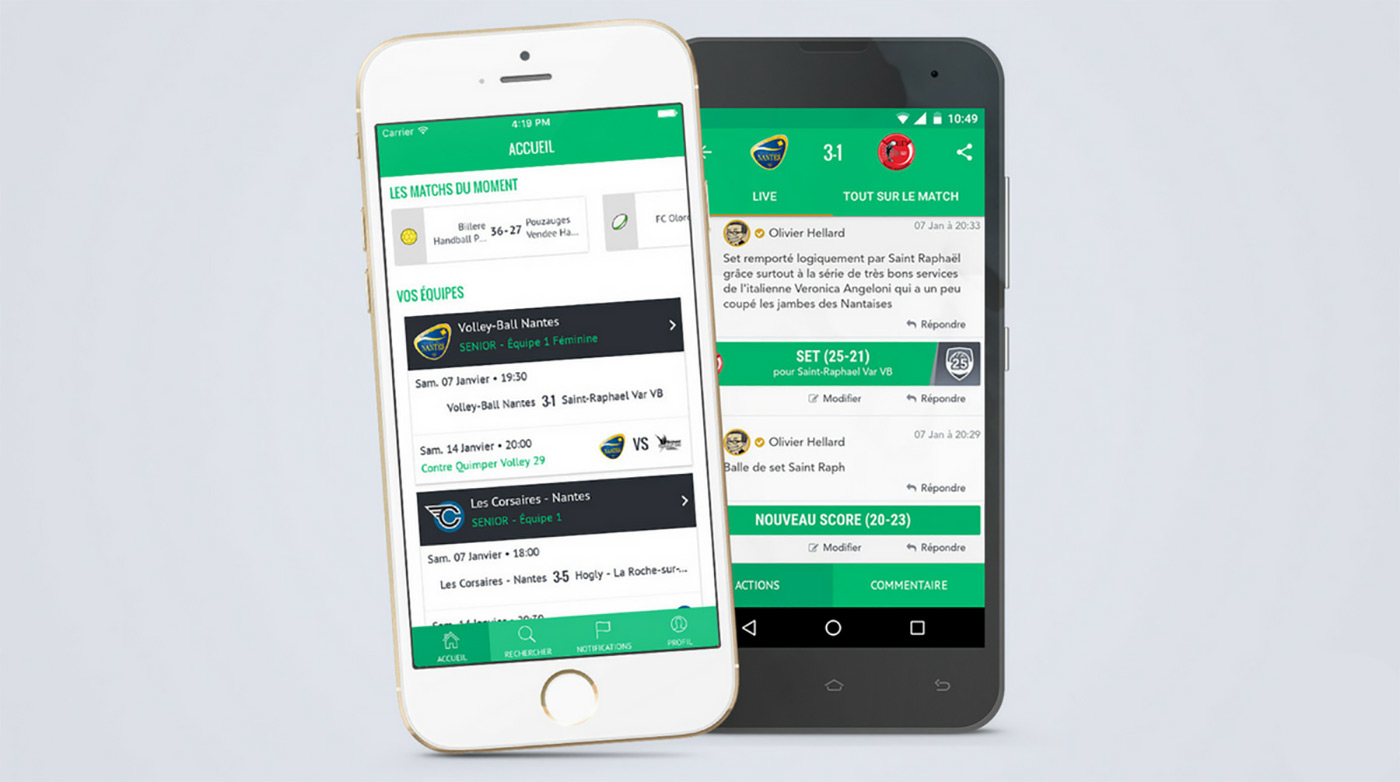 Carrier
4:19 PM
ACCUEIL
LES MATCHS DU MOMENT
Billere
Handball P...
36-27
Pouzauges
Vendee Ha...
FC Olor
VOS ÉQUIPES
NANTES
Volley-Ball Nantes
SENIOR - Équipe 1 Féminine
Sam. 07 Janvier • 19:30
Volley-Ball Nantes 3-1 Saint-Raphael Var VB
Sam. 14 Janvier • 20:00
Contre Quimper Volley 29
VS
Les Corsaires - Nantes
SENIOR - Équipe 1
Sam. 07 Janvier • 18:00
Les Corsaires - Nantes 3-5 Hogly - La Roche-sur-...
ACCUEIL
RECHERCHER
NOTIFICATIONS
PROFIL
10:49
NANTES
3-1
LIVE
TOUT SUR LE MATCH
Olivier Hellard
07 Jan à 20:33
Set remporté logiquement par Saint Raphaël
grâce surtout à la série de très bons services
de l'italienne Veronica Angeloni qui a un peu
coupé les jambes des Nantaises
Répondre
SET (25-21)
pour Saint-Raphael Var VB
25
Modifier
Répondre
Olivier Hellard
07 Jan à 20:29
Balle de set Saint Raph
Répondre
NOUVEAU SCORE (20-23)
Modifier
Répondre
ACTIONS
COMMENTAIRE